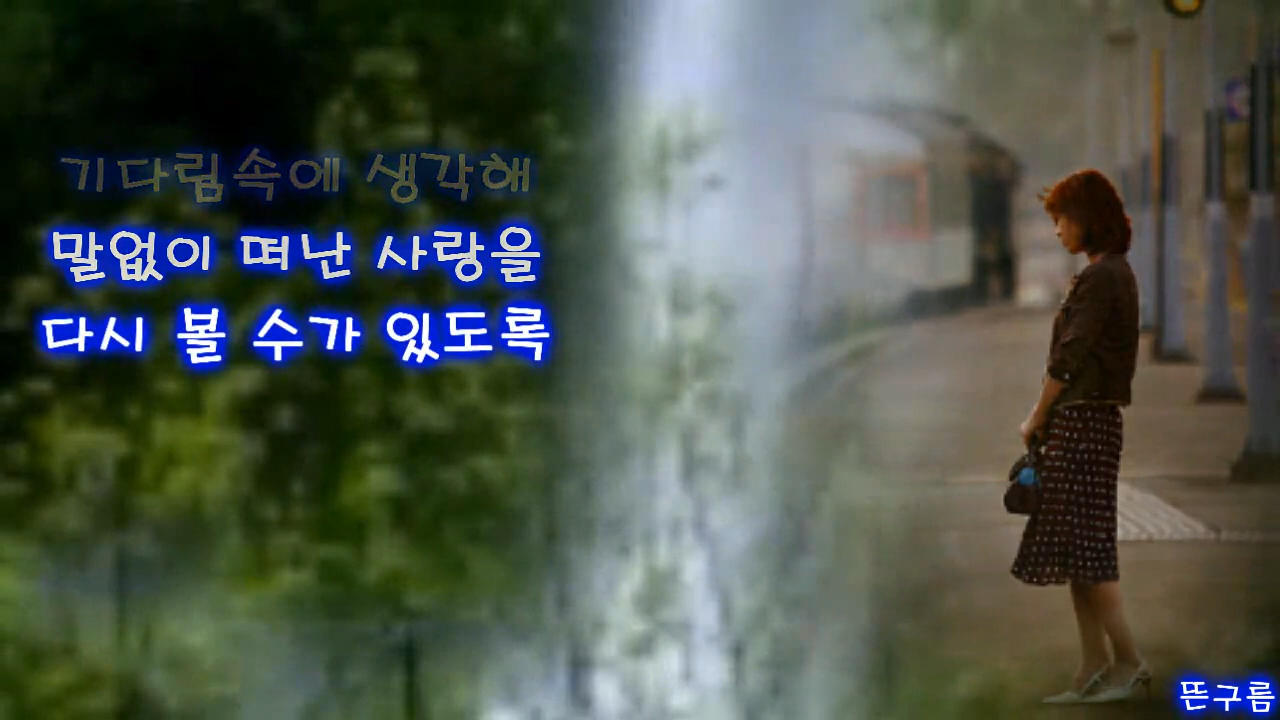 기다림속에 생각해
말없이 떠난 사랑을
다시 볼 수가 있도록
뜬구름